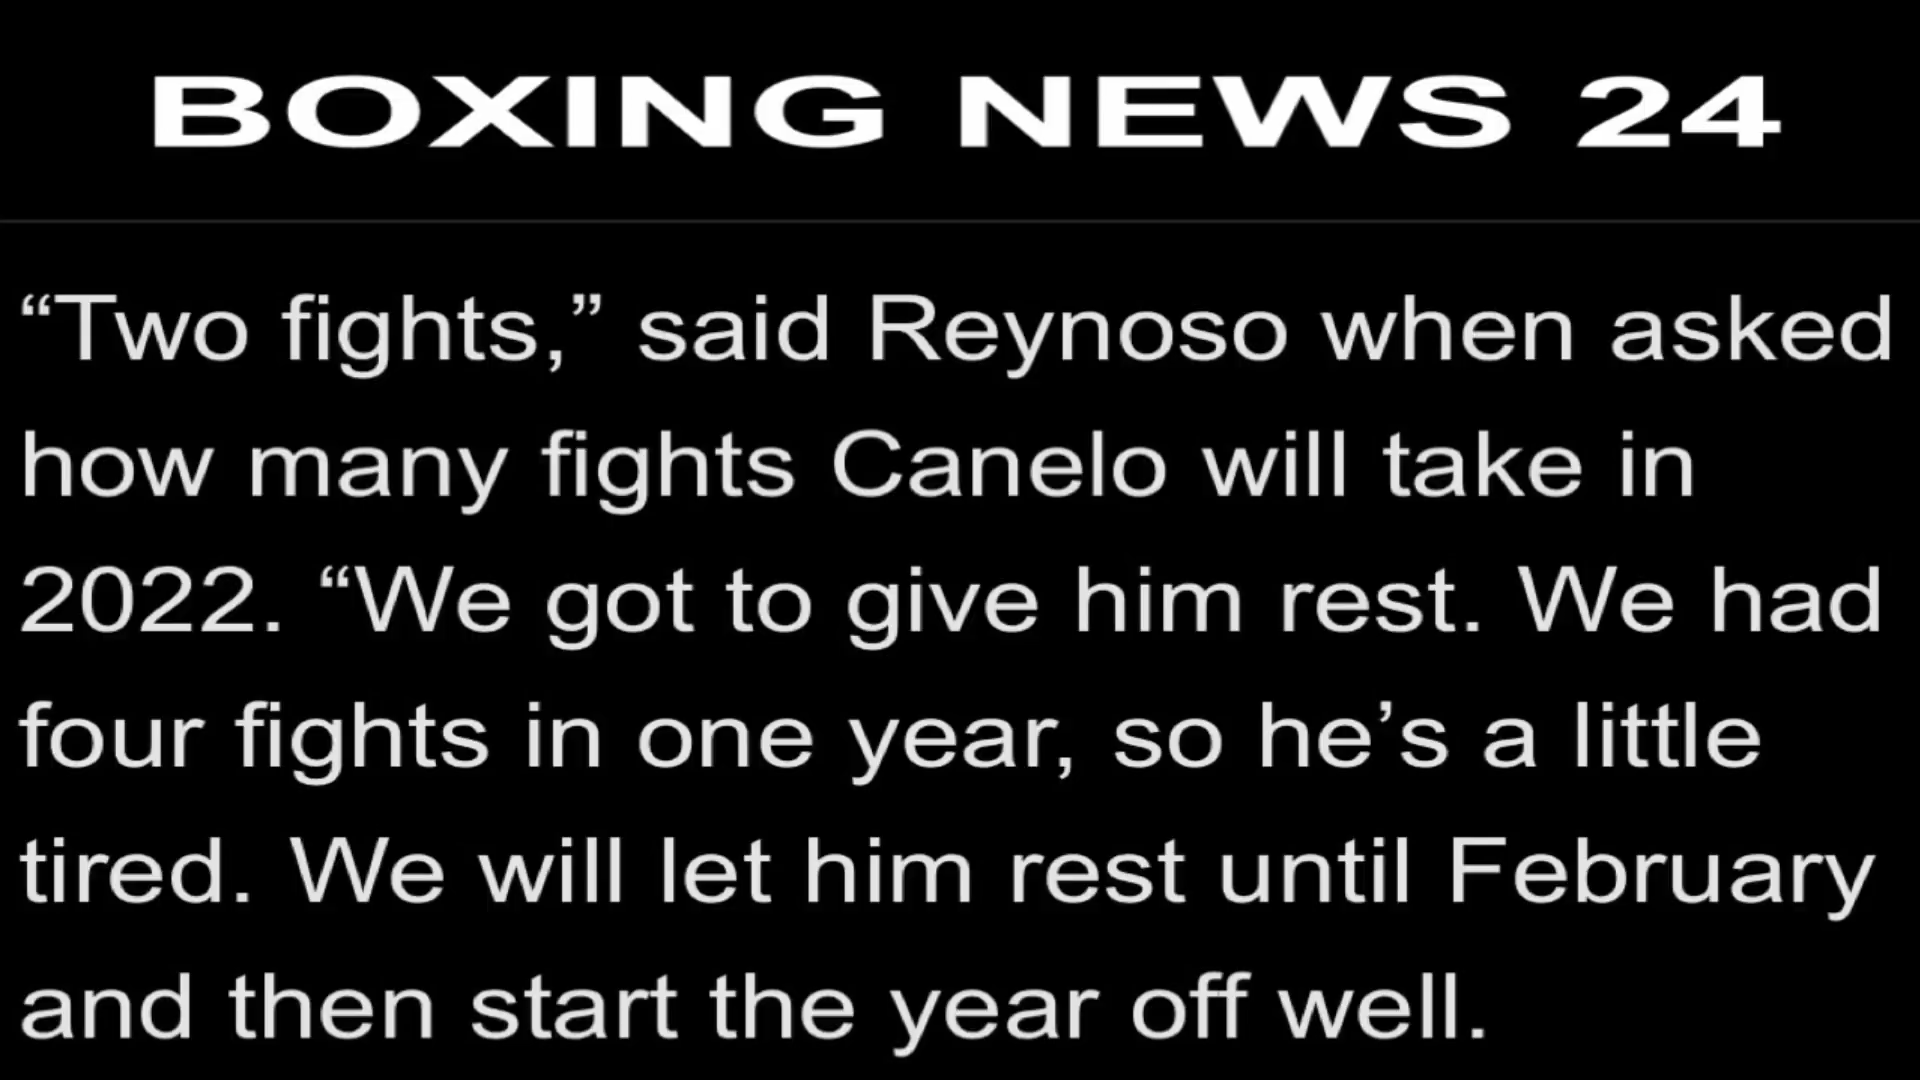 BOXING NEWS 24
“Two fights,” said Reynoso when asked
how many fights Canelo will take in
2022. “We got to give him rest. We had
four fights in one year, so he’s a little
tired. We will let him rest until February
and then start the year off well.